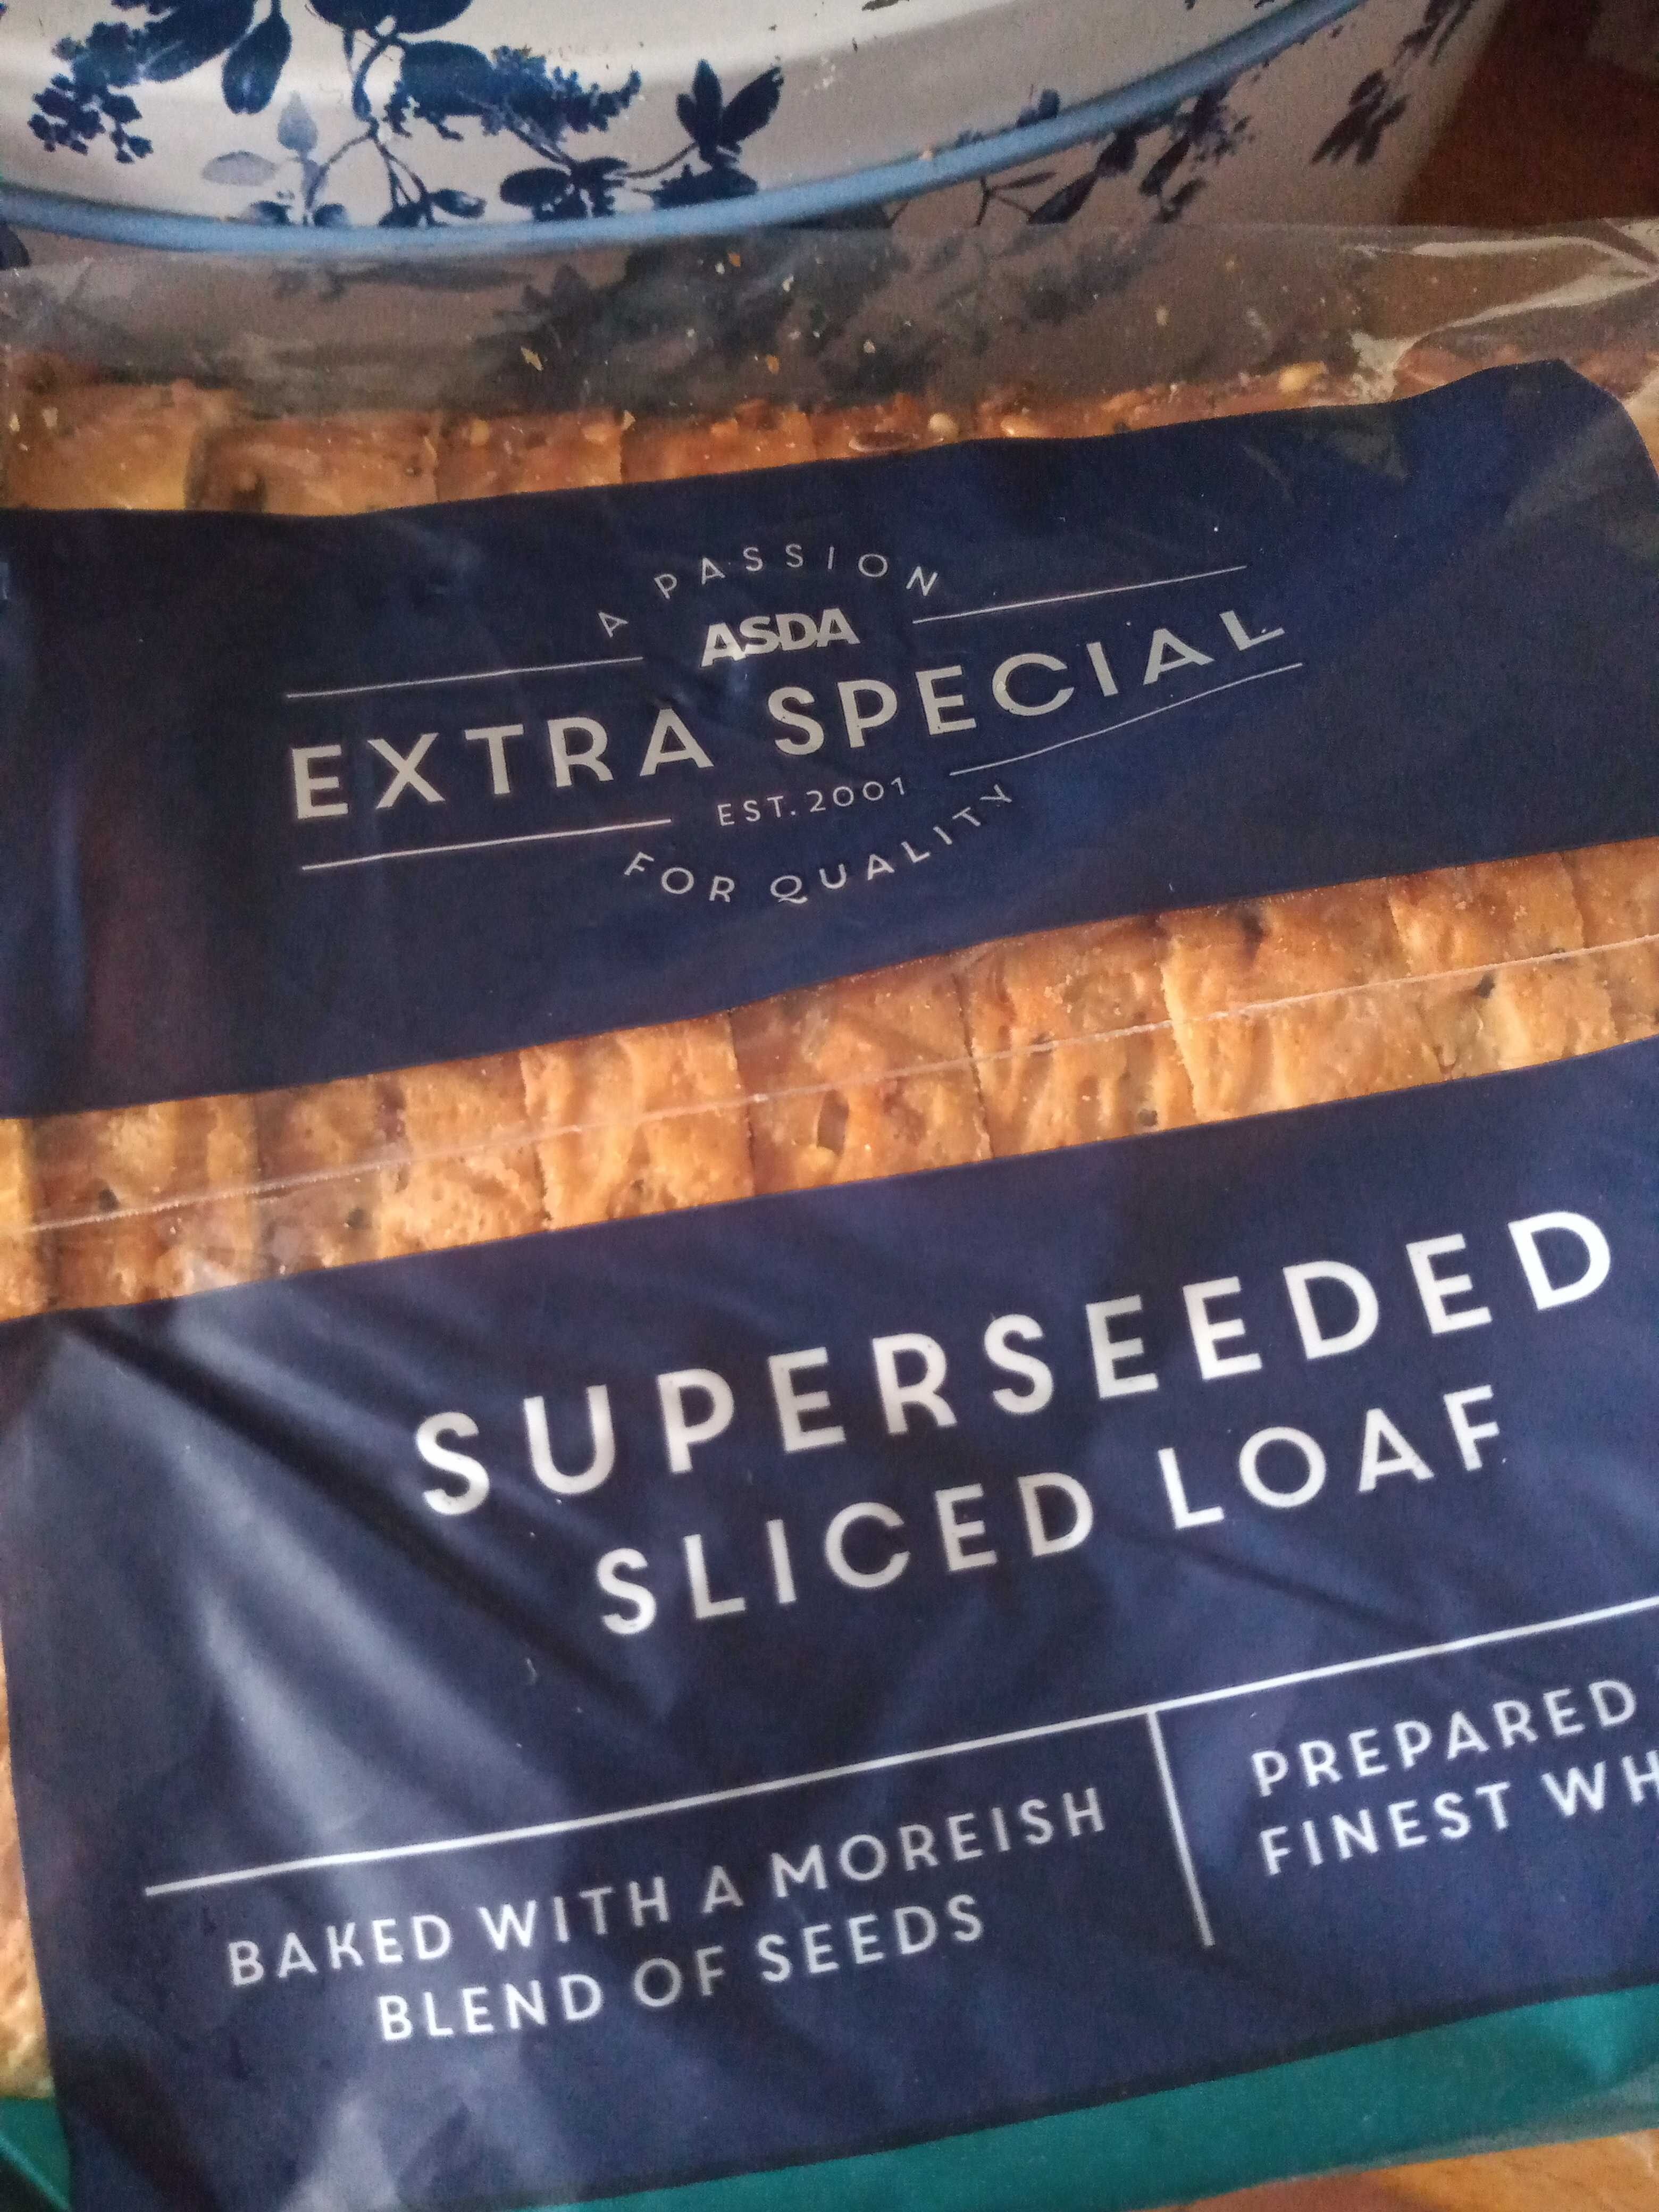 A PASSION
ASDA
EXTRA SPECIAL
EST. 2001
FOR QUALITY
SUPERSEEDED
SLICED LOAF
BAKED WITH A MOREISH
BLEND OF SEEDS
PREPARED
FINEST